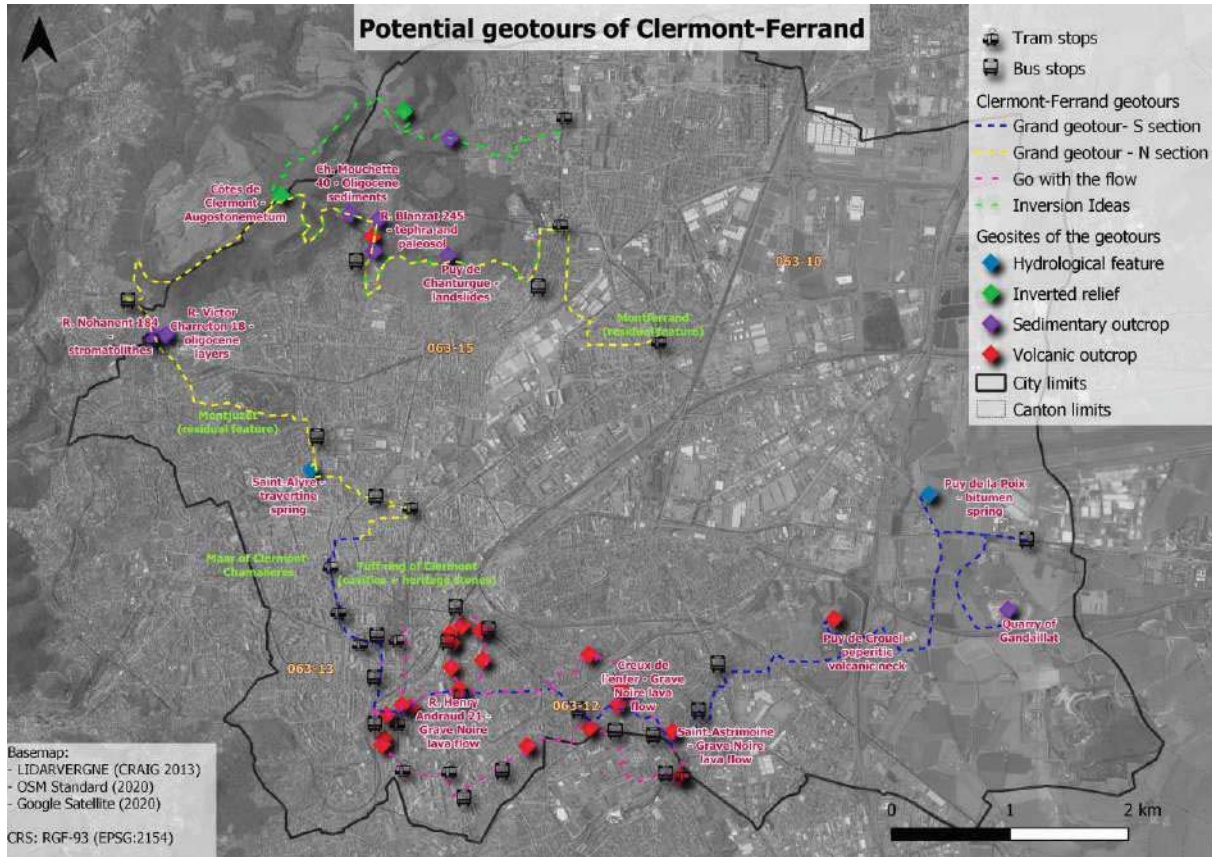 Potential geotours of Clermont-Ferrand
Tram stops
Bus stops
Clermont-Ferrand geotours
Grand geotour- S section
Grand geotour - N section
Go with the flow
Inversion Ideas
Geosites of the geotours
Hydrological feature
Inverted relief
Sedimentary outcrop
Volcanic outcrop
City limits
Canton limits
Ch. Mouchette
40 - Oligocene
sediments
Côtes de
Clermont -
Augostonemetum
R. Blanzat 245
- tephra and
paleosol
063-10
Puy de
Chanturgue -
landslides
R. Victor
Charreton 18 -
oligocene
layers
R. Nohanent 184
- stromatolithes
Montferrand
(residual feature)
063-15
Montjuzet
(residual feature)
Saint-Alyre -
travertine
spring
Puy de la Poix
- bitumen
spring
Maar of Clermont-
Chamalières
Tuff ring of Clermont
(cavities + heritage stones)
Quarry of
Gandaillat
Puy de Crouel -
peperitic
volcanic neck
063-13
Creux de
l'enfer - Grave
Noire lava
flow
063-12
R. Henry
Andraud 21 -
Grave Noire
lava flow
Saint-Astrimoine
- Grave Noire
lava flow
Basemap:
- LIDARVERGNE (CRAIG 2013)
- OSM Standard (2020)
- Google Satellite (2020)
CRS: RGF-93 (EPSG:2154)
0 1 2 km